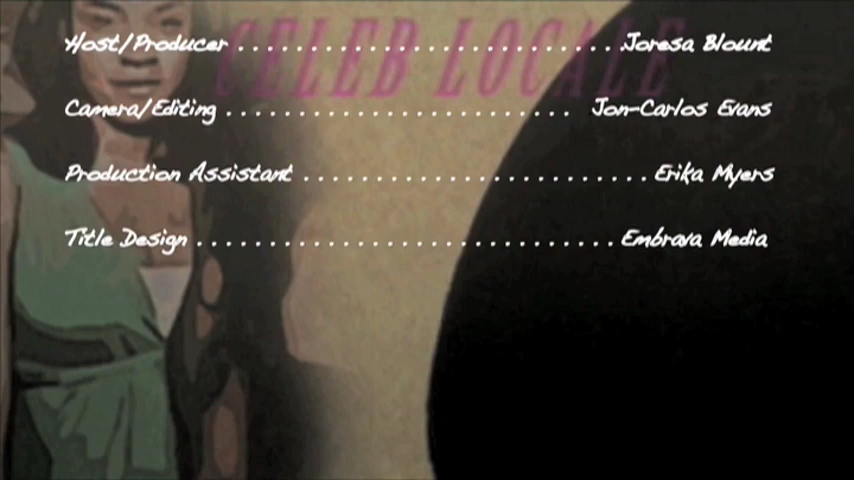 CELEB LOCALE
Host/Producer ............................Joresa Blount
Camera/Editing ........................ Jon-Carlos Evans
Production Assistant ........................Erika Myers
Title Design .............................Embrava Media